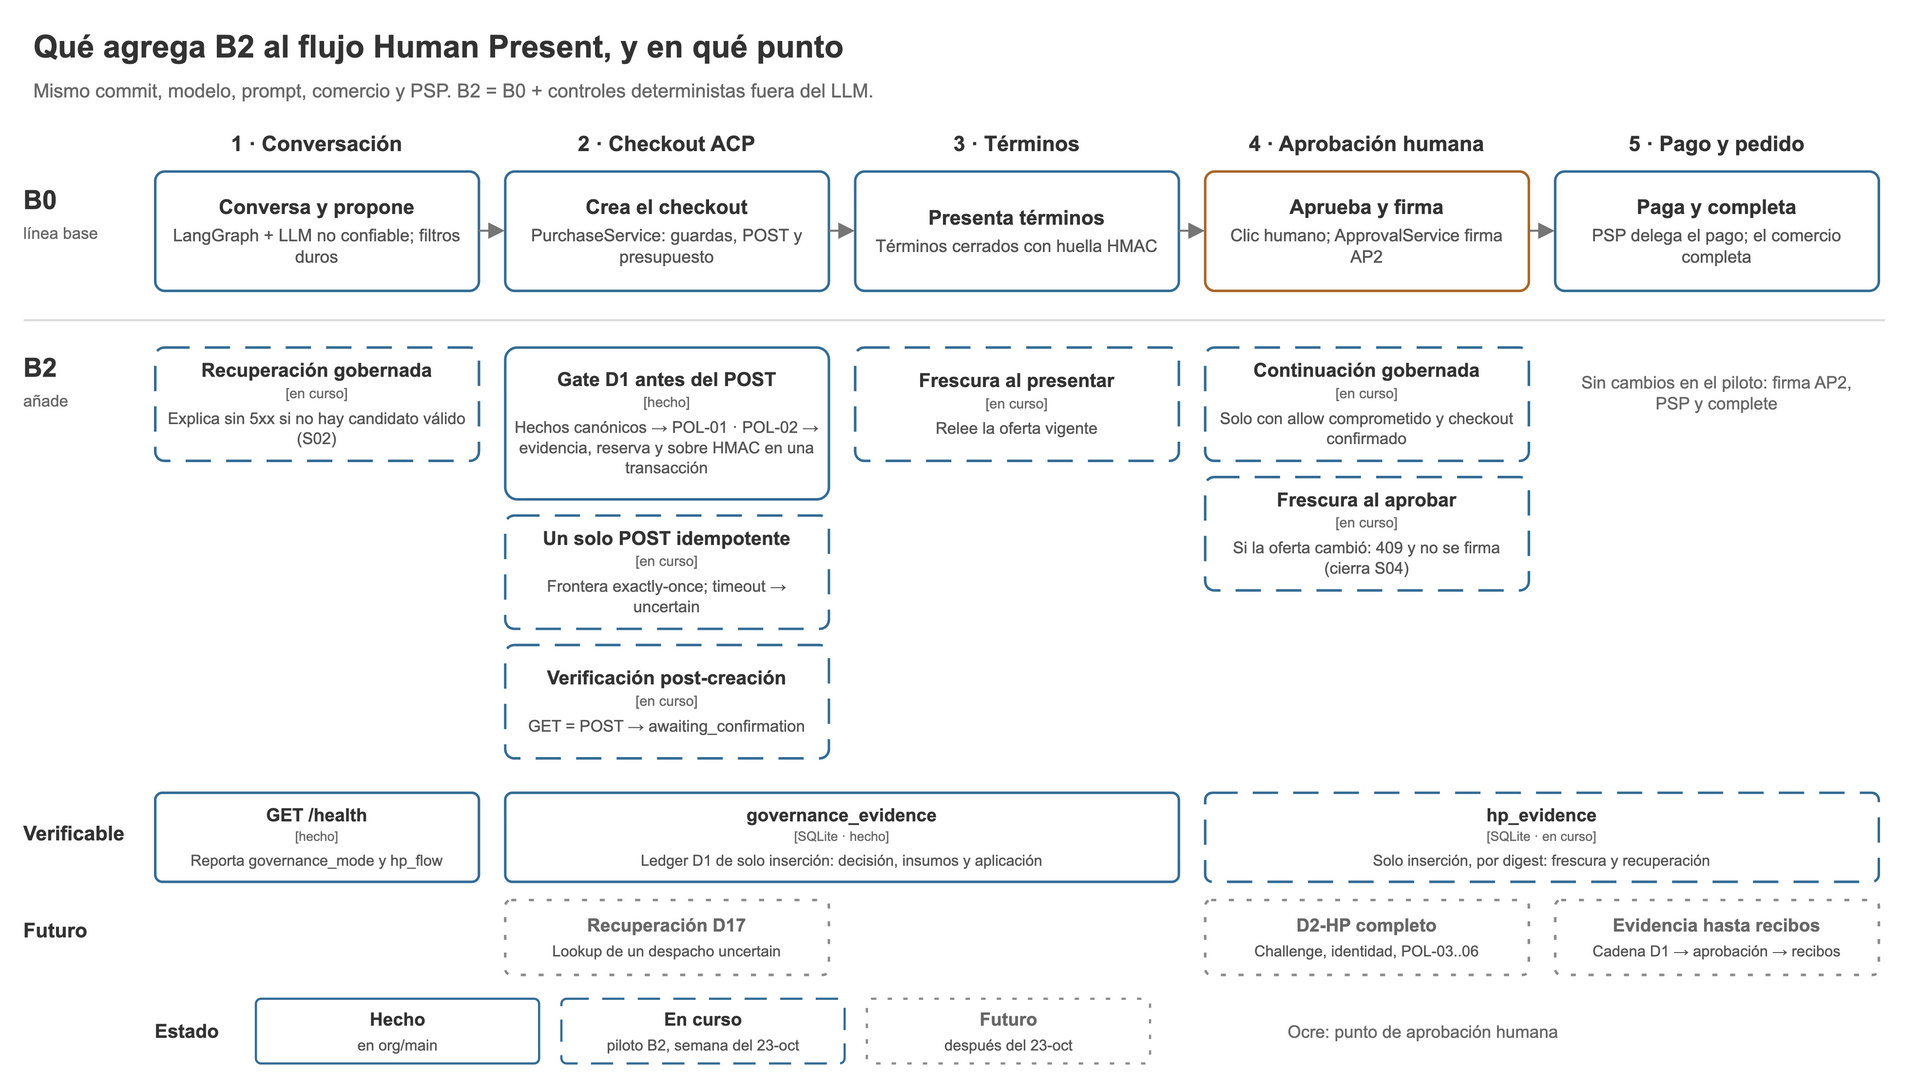 Qué agrega B2 al flujo Human Present, y en qué punto
Mismo commit, modelo, prompt, comercio y PSP. B2 = B0 + controles deterministas fuera del LLM.
1 · Conversación
2 · Checkout ACP
3 · Términos
4 · Aprobación humana
5 · Pago y pedido
B0
línea base
Conversa y propone
LangGraph + LLM no confiable; filtros
duros
Crea el checkout
PurchaseService: guardas, POST y
presupuesto
Presenta términos
Términos cerrados con huella HMAC
Aprueba y firma
Clic humano; ApprovalService firma
AP2
Paga y completa
PSP delega el pago; el comercio
completa
B2
añade
Recuperación gobernada
[en curso]
Explica sin 5xx si no hay candidato válido
(S02)
Gate D1 antes del POST
[hecho]
Hechos canónicos → POL-01 · POL-02 →
evidencia, reserva y sobre HMAC en una
transacción
Un solo POST idempotente
[en curso]
Frontera exactly-once; timeout →
uncertain
Verificación post-creación
[en curso]
GET = POST → awaiting_confirmation
Frescura al presentar
[en curso]
Relee la oferta vigente
Continuación gobernada
[en curso]
Solo con allow comprometido y checkout
confirmado
Frescura al aprobar
[en curso]
Si la oferta cambió: 409 y no se firma
(cierra S04)
Sin cambios en el piloto: firma AP2,
PSP y complete
Verificable
GET /health
[hecho]
Reporta governance_mode y hp_flow
governance_evidence
[SQLite · hecho]
Ledger D1 de solo inserción: decisión, insumos y aplicación
hp_evidence
[SQLite · en curso]
Solo inserción, por digest: frescura y recuperación
Futuro
Recuperación D17
Lookup de un despacho uncertain
D2-HP completo
Challenge, identidad, POL-03..06
Evidencia hasta recibos
Cadena D1 → aprobación → recibos
Estado
Hecho
en org/main
En curso
piloto B2, semana del 23-oct
Futuro
después del 23-oct
Ocre: punto de aprobación humana